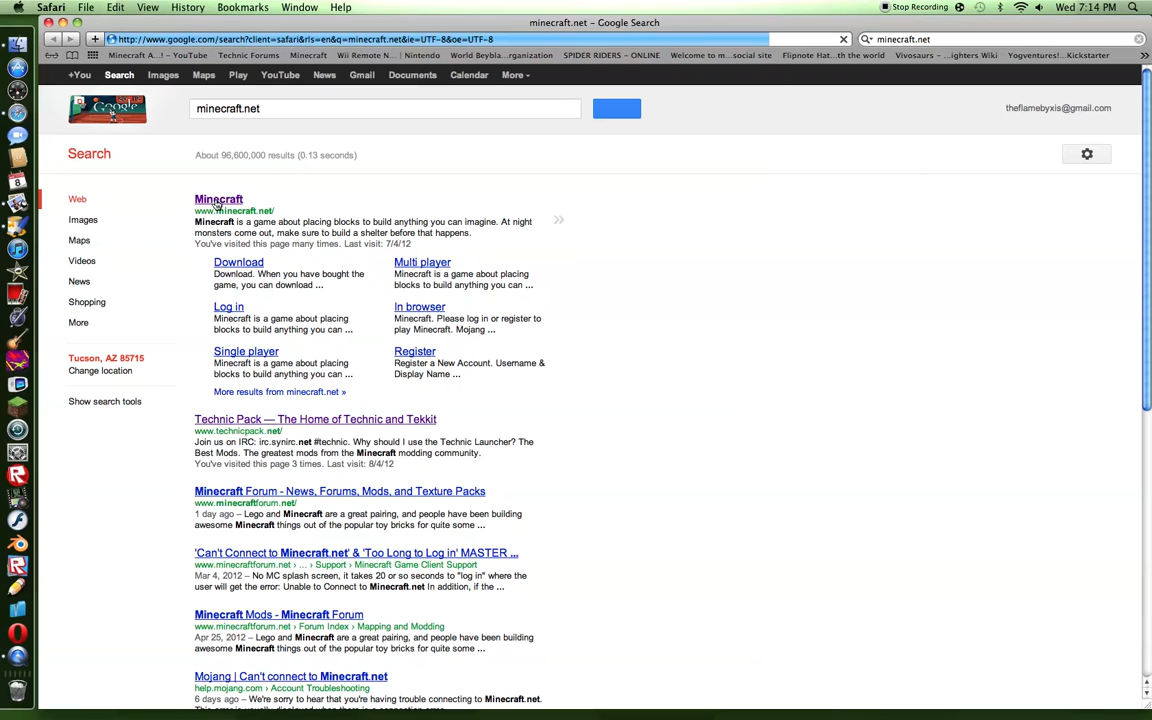 Safari File Edit View History Bookmarks Window Help Stop Recording Wed 7:14 PM
minecraft.net – Google Search
http://www.google.com/search?client=safari&rls=en&q=minecraft.net&ie=UTF-8&oe=UTF-8 minecraft.net
Minecraft A...! – YouTube Technic Forums Minecraft Wii Remote N... | Nintendo World Beybla...rganization SPIDER RIDERS – ONLINE Welcome to m...social site Flipnote Hat...th the world Vivosaurs – ...ighters Wiki Yogventures!...Kickstarter
+You Search Images Maps Play YouTube News Gmail Documents Calendar More
Google minecraft.net theflamebyxis@gmail.com
Search About 96,600,000 results (0.13 seconds)
Web
Images
Maps
Videos
News
Shopping
More
Tucson, AZ 85715
Change location
Show search tools
Minecraft
www.minecraft.net/
Minecraft is a game about placing blocks to build anything you can imagine. At night
monsters come out, make sure to build a shelter before that happens.
You've visited this page many times. Last visit: 7/4/12
Download
Download. When you have bought the
game, you can download ...
Multi player
Minecraft is a game about placing
blocks to build anything you can ...
Log in
Minecraft is a game about placing
blocks to build anything you can ...
In browser
Minecraft. Please log in or register to
play Minecraft. Mojang ...
Single player
Minecraft is a game about placing
blocks to build anything you can ...
Register
Register a New Account. Username &
Display Name ...
More results from minecraft.net »
Technic Pack — The Home of Technic and Tekkit
www.technicpack.net/
Join us on IRC: irc.synirc.net #technic. Why should I use the Technic Launcher? The
Best Mods. The greatest mods from the Minecraft modding community.
You've visited this page 3 times. Last visit: 8/4/12
Minecraft Forum - News, Forums, Mods, and Texture Packs
www.minecraftforum.net/
1 day ago – Lego and Minecraft are a great pairing, and people have been building
awesome Minecraft things out of the popular toy bricks for quite some ...
'Can't Connect to Minecraft.net' & 'Too Long to Log in' MASTER ...
www.minecraftforum.net › ... › Support › Minecraft Game Client Support
Mar 4, 2012 – No MC splash screen, it takes 20 or so seconds to "log in" where the
user will get the error: Unable to Connect to Minecraft.net In addition, if the ...
Minecraft Mods - Minecraft Forum
www.minecraftforum.net › Forum Index › Mapping and Modding
Apr 25, 2012 – Lego and Minecraft are a great pairing, and people have been building
awesome Minecraft things out of the popular toy bricks for quite some ...
Mojang | Can't connect to Minecraft.net
help.mojang.com › Account Troubleshooting
6 days ago – We're sorry to hear that you're having trouble connecting to Minecraft.net.